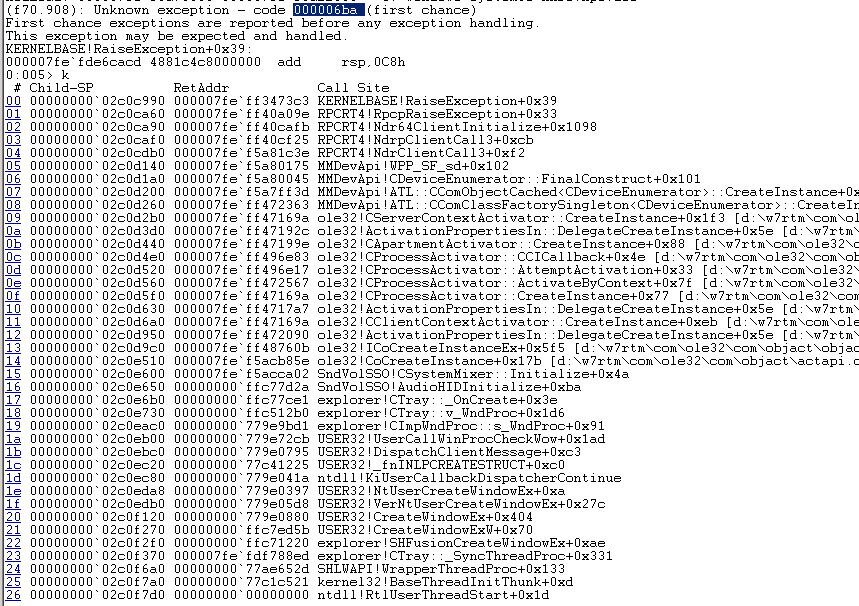 (f70.908): Unknown exception - code 000006ba (first chance)
First chance exceptions are reported before any exception handling.
This exception may be expected and handled.
KERNELBASE!RaiseException+0x39:
000007fe`fde6cacd 4881c4c8000000 add rsp,0C8h
0:005> k
# Child-SP RetAddr Call Site
00 00000000`02c0c990 000007fe`ff3473c3 KERNELBASE!RaiseException+0x39
01 00000000`02c0ca60 000007fe`ff40a09e RPCRT4!RpcpRaiseException+0x33
02 00000000`02c0ca90 000007fe`ff40cafb RPCRT4!Ndr64ClientInitialize+0x1098
03 00000000`02c0caf0 000007fe`ff40cf25 RPCRT4!NdrpClientCall3+0xcb
04 00000000`02c0cdb0 000007fe`f5a81c3e RPCRT4!NdrClientCall3+0xf2
05 00000000`02c0d140 000007fe`f5a80175 MMDevApi!WPP_SF_sd+0x102
06 00000000`02c0d1a0 000007fe`f5a80045 MMDevApi!CDeviceEnumerator::FinalConstruct+0x101
07 00000000`02c0d200 000007fe`f5a7ff3d MMDevApi!ATL::CComObjectCached<CDeviceEnumerator>::CreateInstance+0x
08 00000000`02c0d260 000007fe`ff472363 MMDevApi!ATL::CComClassFactorySingleton<CDeviceEnumerator>::CreateIn
09 00000000`02c0d2b0 000007fe`ff47169a ole32!CServerContextActivator::CreateInstance+0x1f3 [d:\w7rtm\com\ol
0a 00000000`02c0d3d0 000007fe`ff47192c ole32!ActivationPropertiesIn::DelegateCreateInstance+0x5e [d:\w7rtm\
0b 00000000`02c0d440 000007fe`ff47199e ole32!CApartmentActivator::CreateInstance+0x88 [d:\w7rtm\com\ole32\c
0c 00000000`02c0d4e0 000007fe`ff496e83 ole32!CProcessActivator::CCICallback+0x4e [d:\w7rtm\com\ole32\com\ob
0d 00000000`02c0d520 000007fe`ff496e17 ole32!CProcessActivator::AttemptActivation+0x33 [d:\w7rtm\com\ole32\
0e 00000000`02c0d560 000007fe`ff472567 ole32!CProcessActivator::ActivateByContext+0x7f [d:\w7rtm\com\ole32\
0f 00000000`02c0d5f0 000007fe`ff47169a ole32!CProcessActivator::CreateInstance+0x77 [d:\w7rtm\com\ole32\com
10 00000000`02c0d630 000007fe`ff4717a7 ole32!ActivationPropertiesIn::DelegateCreateInstance+0x5e [d:\w7rtm\
11 00000000`02c0d6a0 000007fe`ff47169a ole32!CClientContextActivator::CreateInstance+0xeb [d:\w7rtm\com\ole
12 00000000`02c0d950 000007fe`ff472090 ole32!ActivationPropertiesIn::DelegateCreateInstance+0x5e [d:\w7rtm\
13 00000000`02c0d9c0 000007fe`ff48760b ole32!ICoCreateInstanceEx+0x5f5 [d:\w7rtm\com\ole32\com\objact\objac
14 00000000`02c0e510 000007fe`f5acb85e ole32!CoCreateInstance+0x17b [d:\w7rtm\com\ole32\com\objact\actapi.c
15 00000000`02c0e600 000007fe`f5acca02 SndVolSSO!CSystemMixer::Initialize+0x4a
16 00000000`02c0e650 00000000`ffc77d2a SndVolSSO!AudioHIDInitialize+0xba
17 00000000`02c0e6b0 00000000`ffc77ce1 explorer!CTray::_OnCreate+0x3e
18 00000000`02c0e730 00000000`ffc512b0 explorer!CTray::v_WndProc+0x1d6
19 00000000`02c0eac0 00000000`779e9bd1 explorer!CImpWndProc::s_WndProc+0x91
1a 00000000`02c0eb00 00000000`779e72cb USER32!UserCallWinProcCheckWow+0x1ad
1b 00000000`02c0ebc0 00000000`779e0795 USER32!DispatchClientMessage+0xc3
1c 00000000`02c0ec20 00000000`77c41225 USER32!_fnINLPCREATESTRUCT+0xc0
1d 00000000`02c0ec80 00000000`779e041a ntdll!KiUserCallbackDispatcherContinue
1e 00000000`02c0eda8 00000000`779e0397 USER32!NtUserCreateWindowEx+0xa
1f 00000000`02c0edb0 00000000`779e05d8 USER32!VerNtUserCreateWindowEx+0x27c
20 00000000`02c0f120 00000000`779e0880 USER32!CreateWindowEx+0x404
21 00000000`02c0f270 00000000`ffc7ed5b USER32!CreateWindowExW+0x70
22 00000000`02c0f2f0 00000000`ffc71220 explorer!SHFusionCreateWindowEx+0xae
23 00000000`02c0f370 000007fe`fdf788ed explorer!CTray::_SyncThreadProc+0x331
24 00000000`02c0f6a0 00000000`77ae652d SHLWAPI!WrapperThreadProc+0x133
25 00000000`02c0f7a0 00000000`77c1c521 kernel32!BaseThreadInitThunk+0xd
26 00000000`02c0f7d0 00000000`00000000 ntdll!RtlUserThreadStart+0x1d